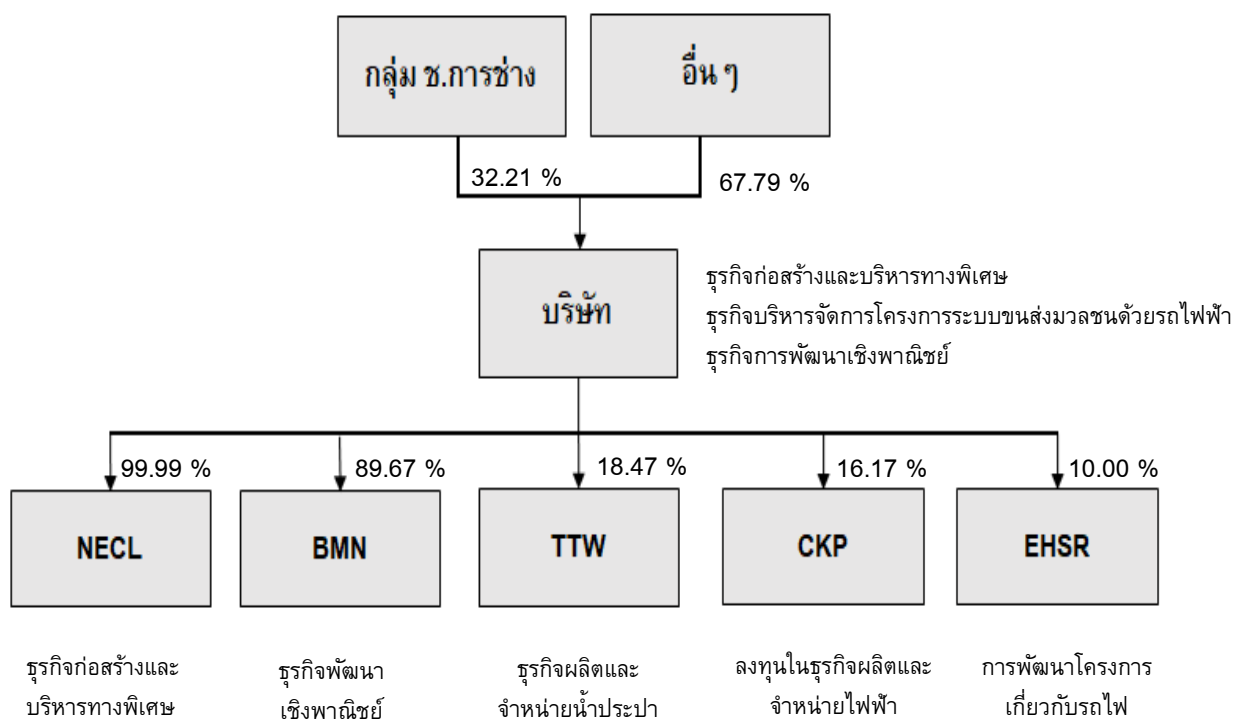 กลุ่ม ช.การช่าง
อื่น ๆ
32.21 %
67.79 %
บริษัท
ธุรกิจก่อสร้างและบริหารทางพิเศษ
ธุรกิจบริหารจัดการโครงการระบบขนส่งมวลชนด้วยรถไฟฟ้า
ธุรกิจการพัฒนาเชิงพาณิชย์
99.99 %
89.67 %
18.47 %
16.17 %
10.00 %
NECL
BMN
TTW
CKP
EHSR
ธุรกิจก่อสร้างและ
บริหารทางพิเศษ
ธุรกิจพัฒนา
เชิงพาณิชย์
ธุรกิจผลิตและ
จำหน่ายน้ำประปา
ลงทุนในธุรกิจผลิตและ
จำหน่ายไฟฟ้า
การพัฒนาโครงการ
เกี่ยวกับรถไฟ